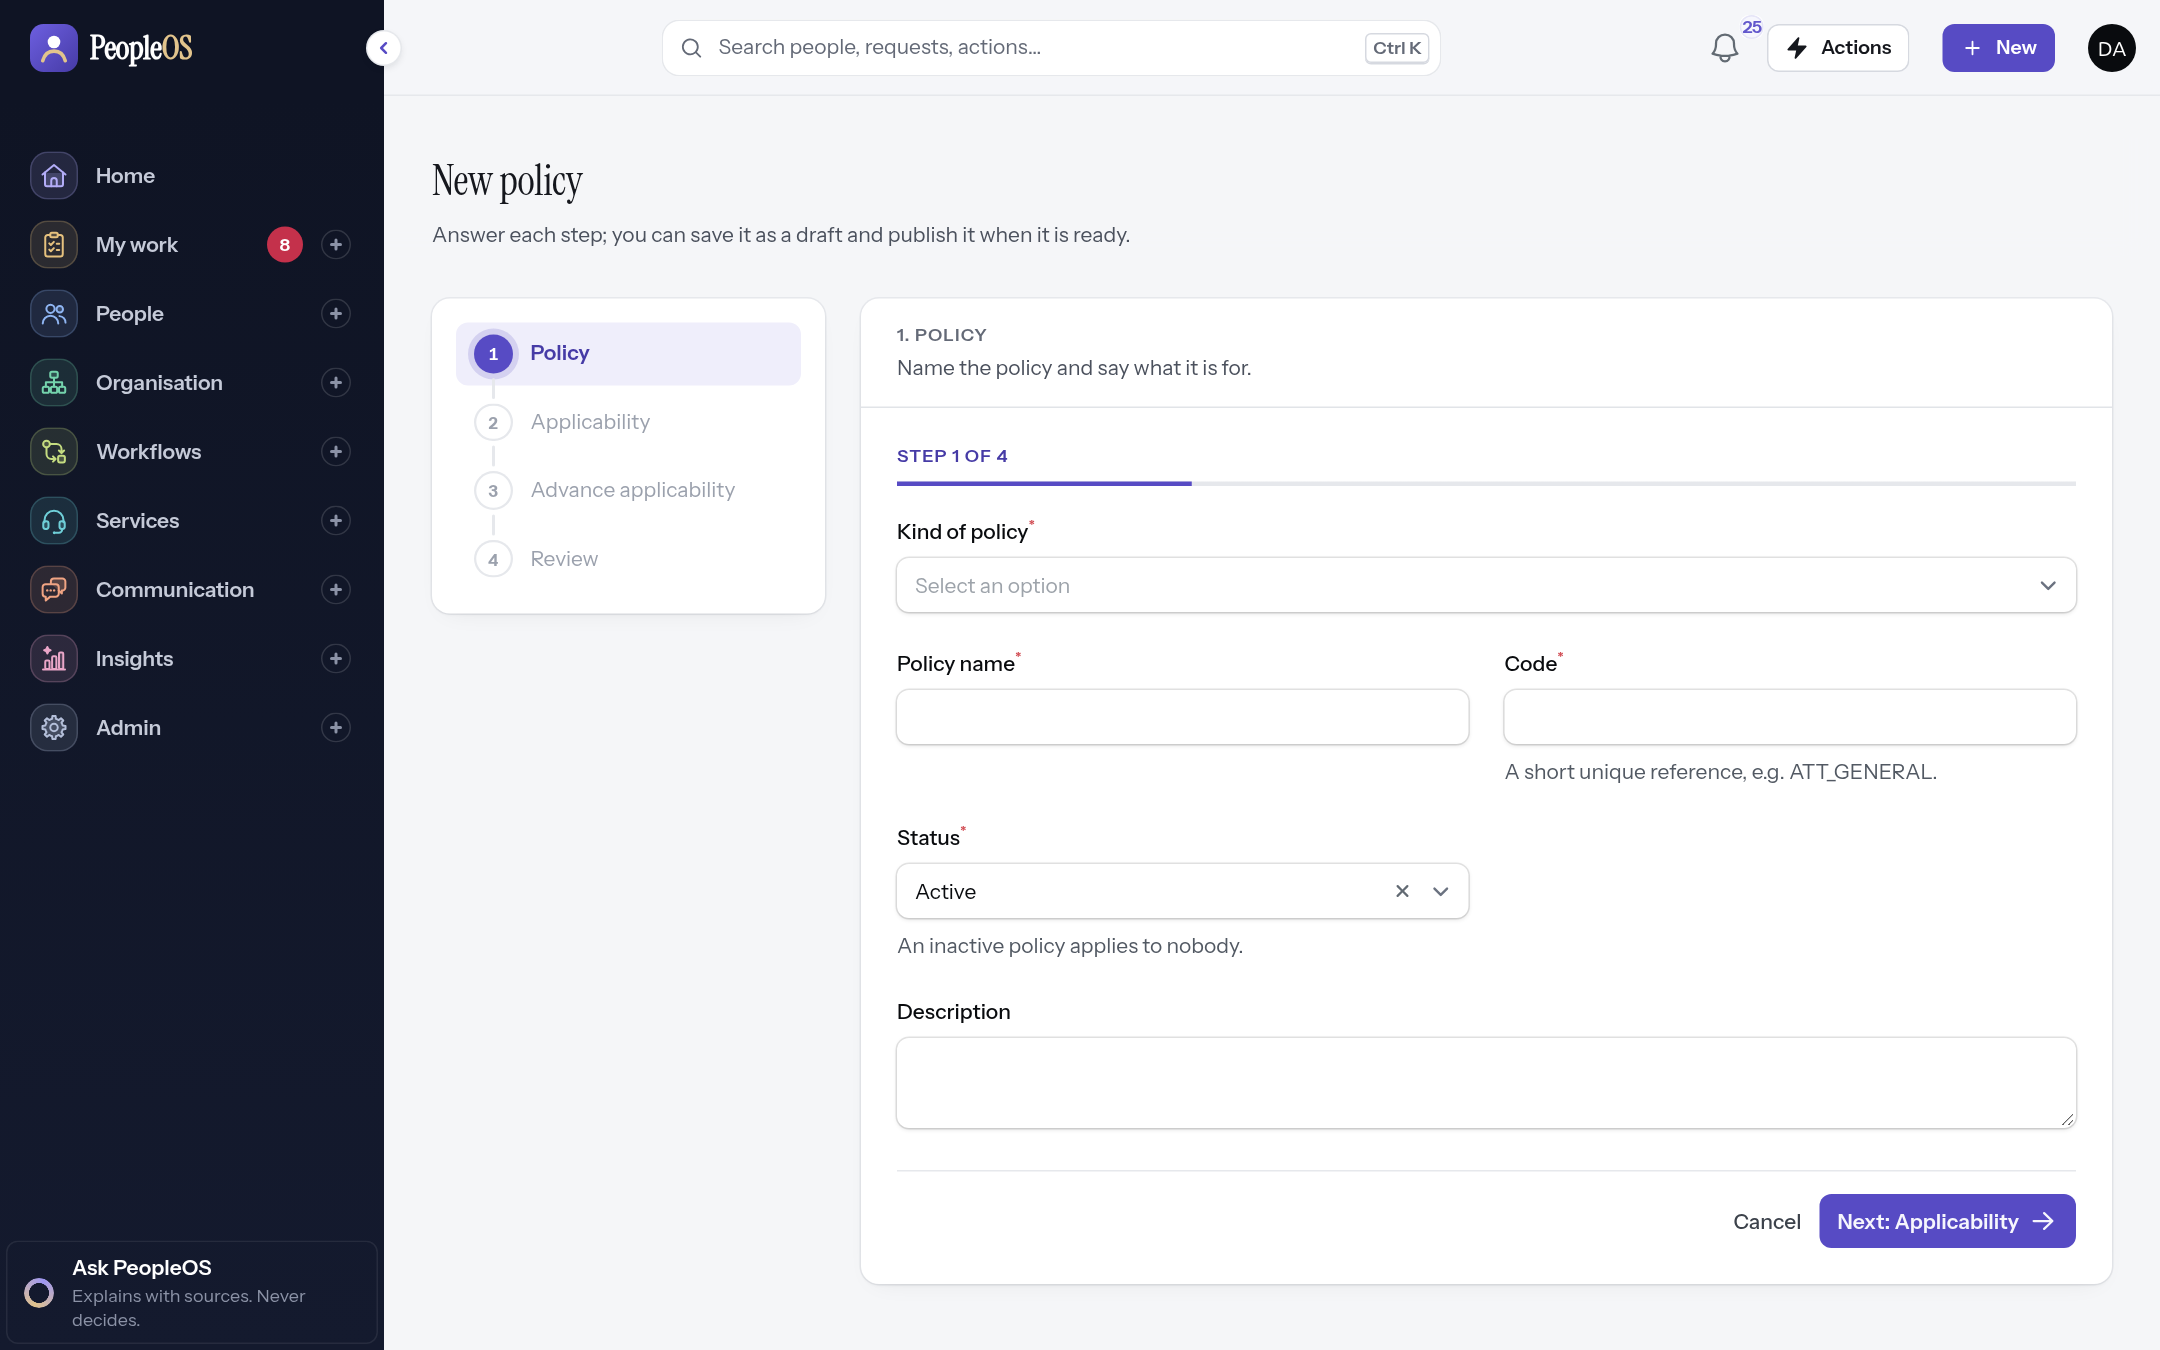 PeopleOS
Search people, requests, actions...
Ctrl K
25
Actions
New
DA
Home
My work
8
People
Organisation
Workflows
Services
Communication
Insights
Admin
Ask PeopleOS
Explains with sources. Never
decides.
New policy
Answer each step; you can save it as a draft and publish it when it is ready.
1
Policy
2
Applicability
3
Advance applicability
4
Review
1. POLICY
Name the policy and say what it is for.
STEP 1 OF 4
Kind of policy*
Select an option
Policy name*
Code*
A short unique reference, e.g. ATT_GENERAL.
Status*
Active
An inactive policy applies to nobody.
Description
Cancel
Next: Applicability